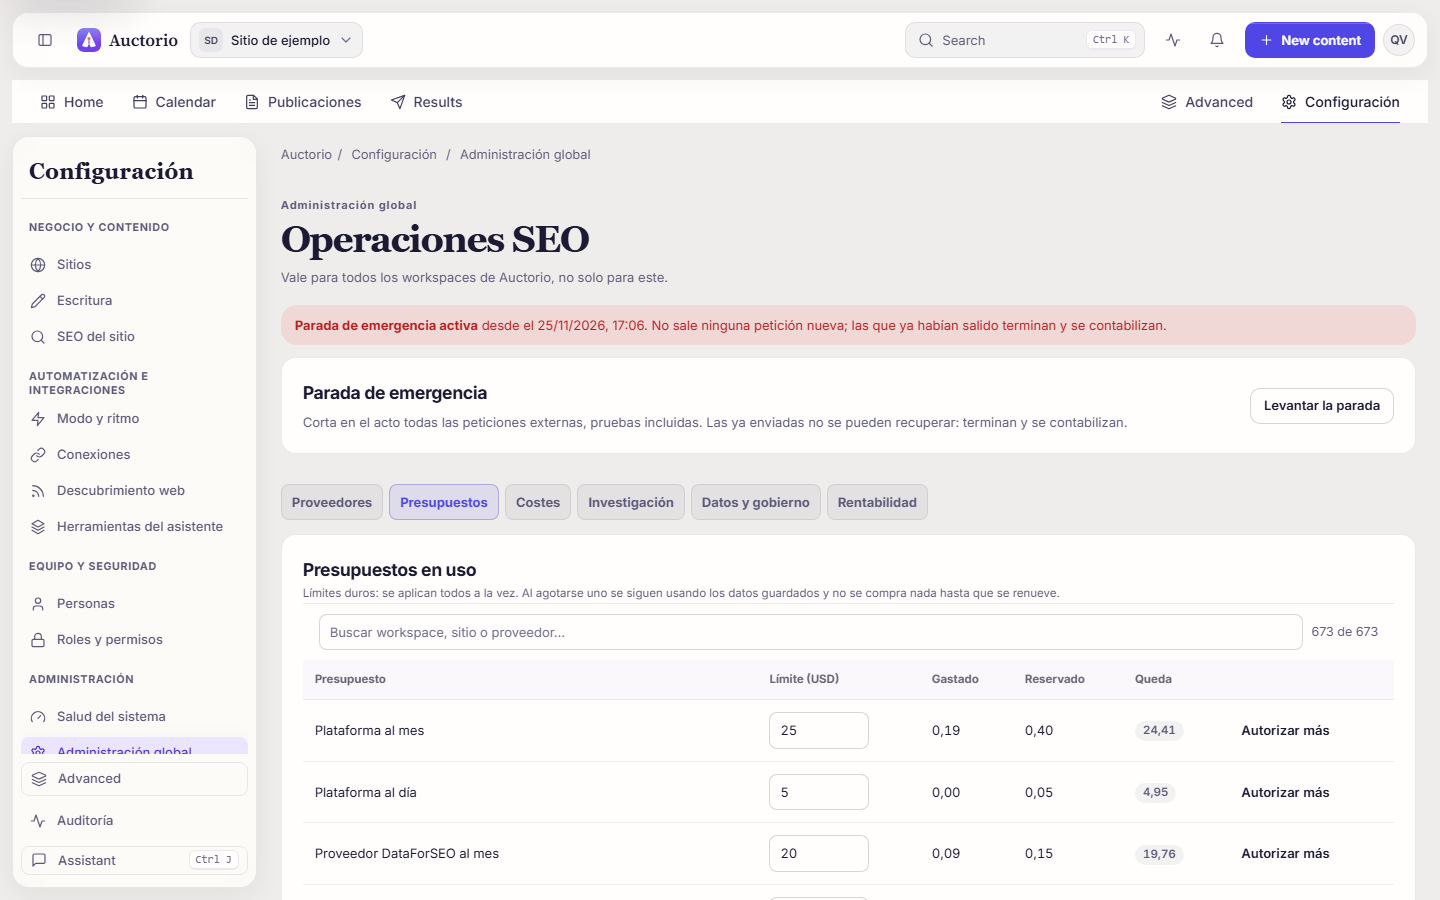 Auctorio
SD Sitio de ejemplo
Search Ctrl K
New content
QV
Home
Calendar
Publicaciones
Results
Advanced
Configuración
Configuración
NEGOCIO Y CONTENIDO
Sitios
Escritura
SEO del sitio
AUTOMATIZACIÓN E
INTEGRACIONES
Modo y ritmo
Conexiones
Descubrimiento web
Herramientas del asistente
EQUIPO Y SEGURIDAD
Personas
Roles y permisos
ADMINISTRACIÓN
Salud del sistema
Administración global
Advanced
Auditoría
Assistant Ctrl J
Auctorio / Configuración / Administración global
Administración global
Operaciones SEO
Vale para todos los workspaces de Auctorio, no solo para este.
Parada de emergencia activa desde el 25/11/2026, 17:06. No sale ninguna petición nueva; las que ya habían salido terminan y se contabilizan.
Parada de emergencia
Corta en el acto todas las peticiones externas, pruebas incluidas. Las ya enviadas no se pueden recuperar: terminan y se contabilizan.
Levantar la parada
Proveedores
Presupuestos
Costes
Investigación
Datos y gobierno
Rentabilidad
Presupuestos en uso
Límites duros: se aplican todos a la vez. Al agotarse uno se siguen usando los datos guardados y no se compra nada hasta que se renueve.
Buscar workspace, sitio o proveedor... 673 de 673
Presupuesto Límite (USD) Gastado Reservado Queda
Plataforma al mes 25 0,19 0,40 24,41 Autorizar más
Plataforma al día 5 0,00 0,05 4,95 Autorizar más
Proveedor DataForSEO al mes 20 0,09 0,15 19,76 Autorizar más